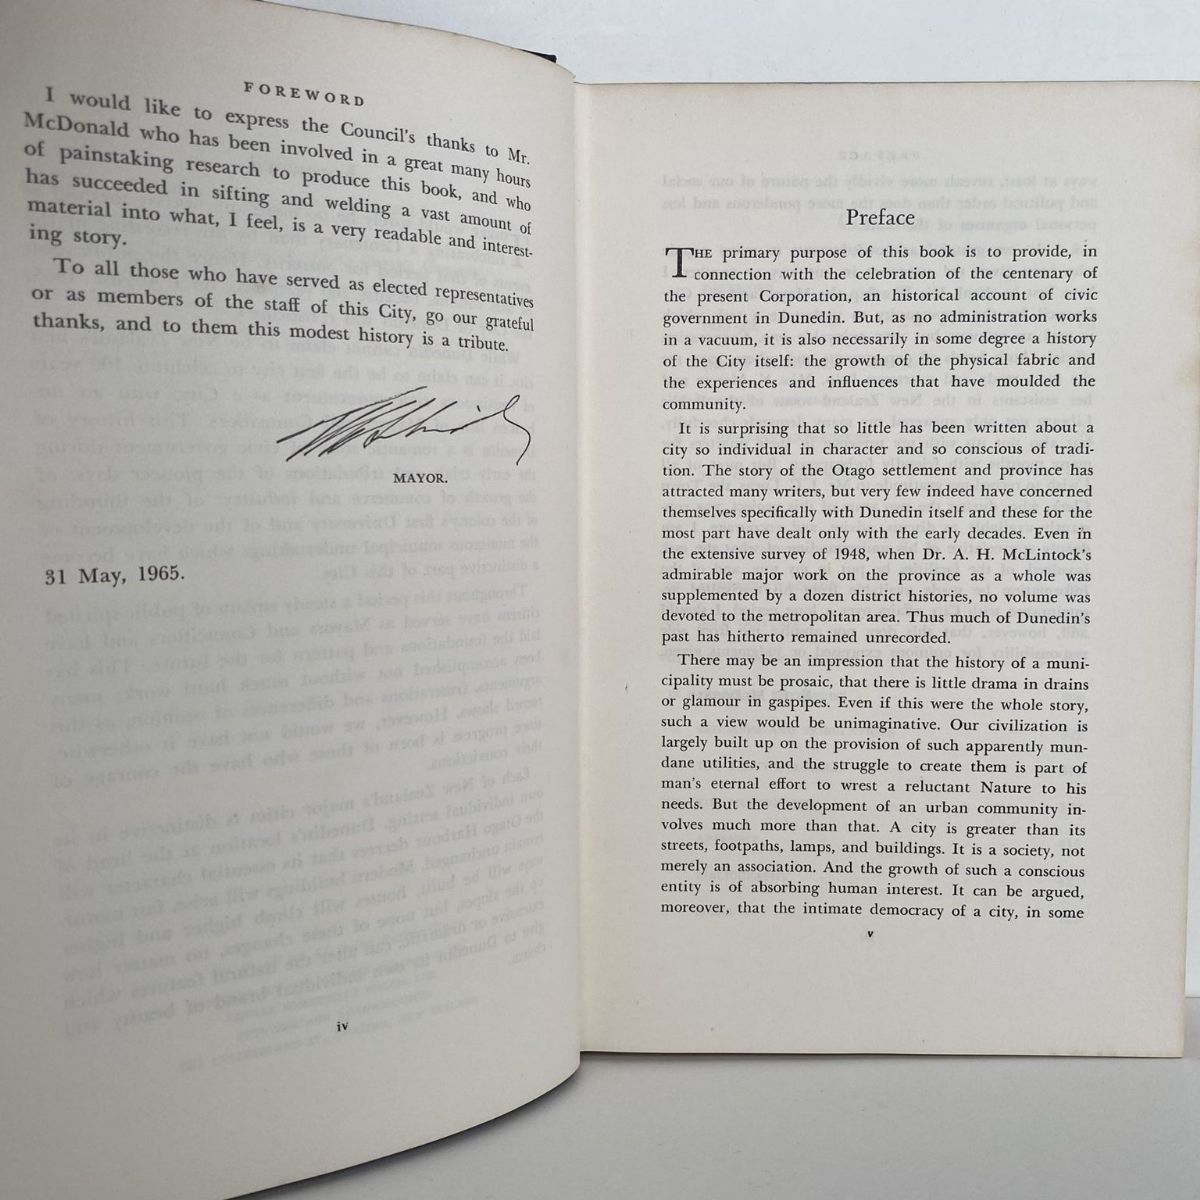 FOREWORD
I would like to express the Council's thanks to Mr.
McDonald who has been involved in a great many hours
of painstaking research to produce this book, and who
has succeeded in sifting and welding a vast amount of
material into what, I feel, is a very readable and interest-
ing story.
To all those who have served as elected representatives
or as members of the staff of this City, go our grateful
thanks, and to them this modest history is a tribute.
MAYOR.
31 May, 1965.
iv
Preface
THE primary purpose of this book is to provide, in
connection with the celebration of the centenary of
the present Corporation, an historical account of civic
government in Dunedin. But, as no administration works
in a vacuum, it is also necessarily in some degree a history
of the City itself: the growth of the physical fabric and
the experiences and influences that have moulded the
community.
It is surprising that so little has been written about a
city so individual in character and so conscious of tradi-
tion. The story of the Otago settlement and province has
attracted many writers, but very few indeed have concerned
themselves specifically with Dunedin itself and these for the
most part have dealt only with the early decades. Even in
the extensive survey of 1948, when Dr. A. H. McLintock's
admirable major work on the province as a whole was
supplemented by a dozen district histories, no volume was
devoted to the metropolitan area. Thus much of Dunedin's
past has hitherto remained unrecorded.
There may be an impression that the history of a muni-
cipality must be prosaic, that there is little drama in drains
or glamour in gaspipes. Even if this were the whole story,
such a view would be unimaginative. Our civilization is
largely built up on the provision of such apparently mun-
dane utilities, and the struggle to create them is part of
man's eternal effort to wrest a reluctant Nature to his
needs. But the development of an urban community in-
volves much more than that. A city is greater than its
streets, footpaths, lamps, and buildings. It is a society, not
merely an association. And the growth of such a conscious
entity is of absorbing human interest. It can be argued,
moreover, that the intimate democracy of a city, in some
v